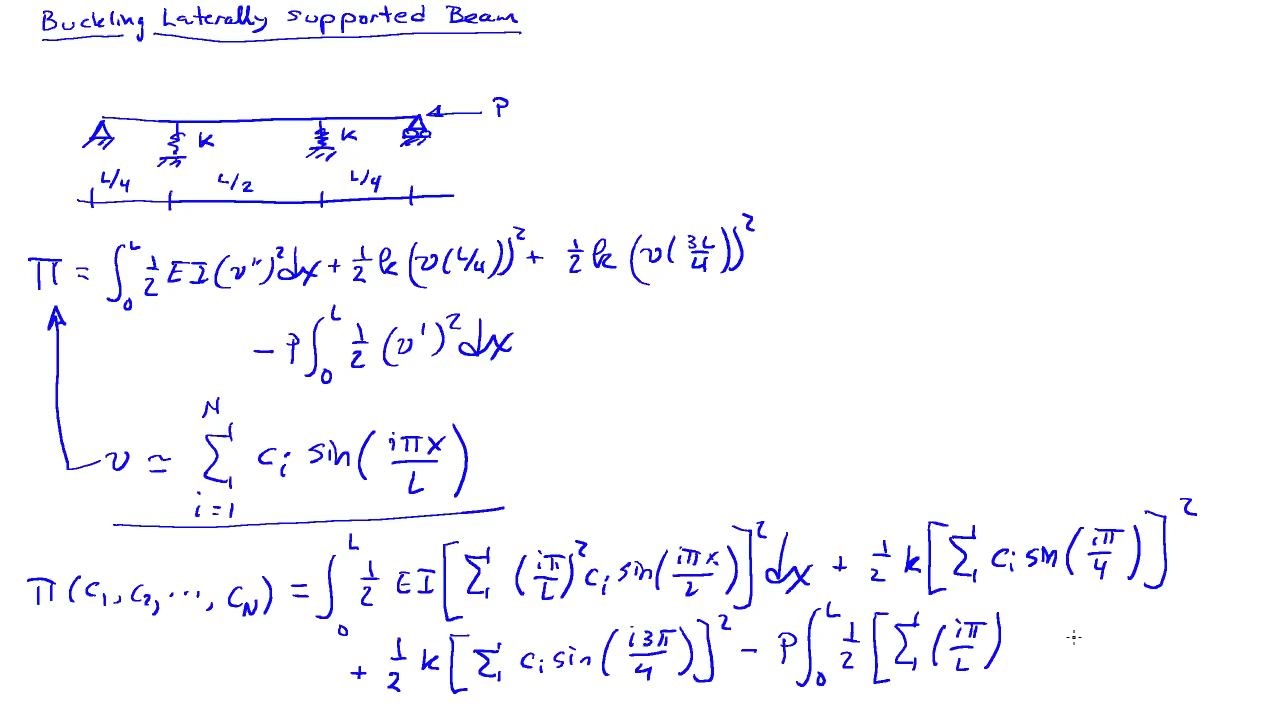 Buckling Laterally Supported Beam
P
k k
L/4 L/2 L/4
Π = ∫₀ᴸ ½ EI (v'')² dx + ½ k (v(L/4))² + ½ k (v(3L/4))²
− P ∫₀ᴸ ½ (v')² dx
v ≃ Σ_{i=1}^{N} cᵢ sin(iπx/L)
Π(c₁, c₂, ⋯, c_N) = ∫₀ᴸ ½ EI [Σ (iπ/L)² cᵢ sin(iπx/2)]² dx + ½ k [Σ cᵢ sin(iπ/4)]²
+ ½ k [Σ cᵢ sin(i3π/4)]² − P ∫₀ᴸ ½ [Σ (iπ/L)